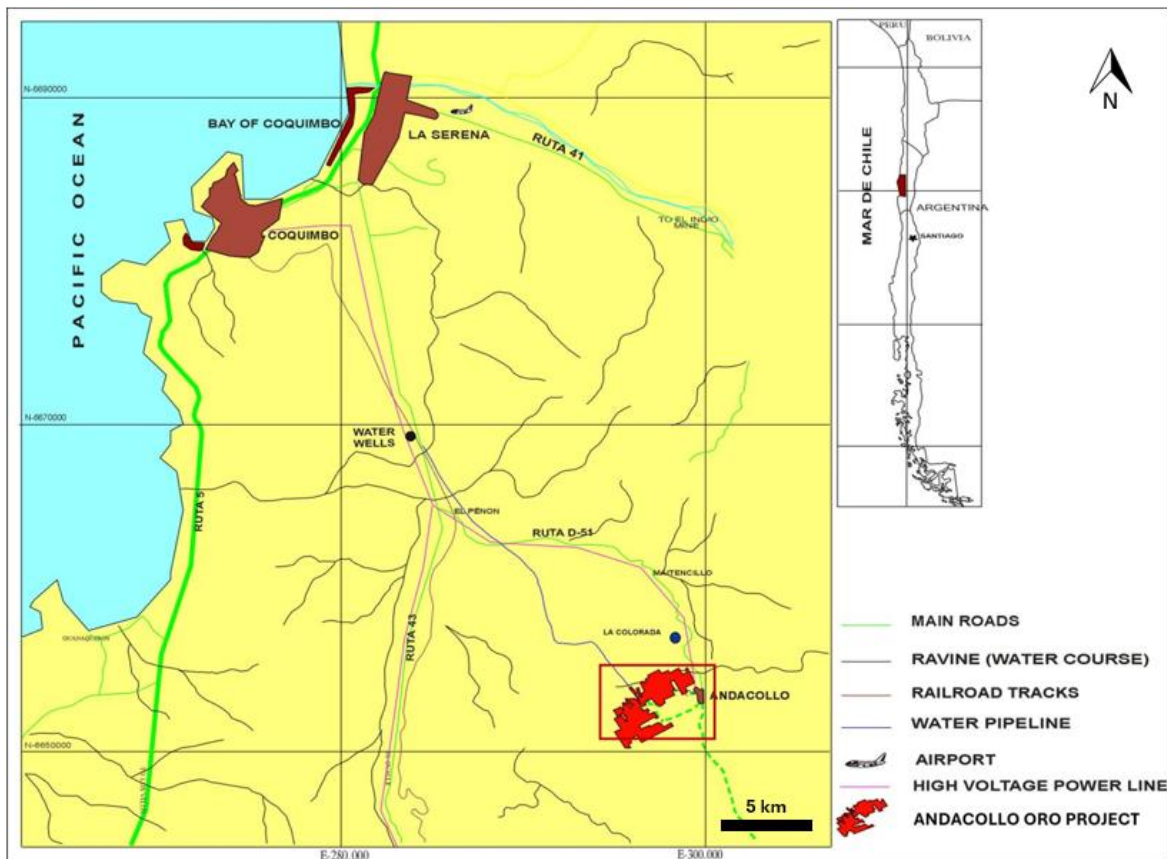 PERU
BOLIVIA
N
N-6690000
BAY OF COQUIMBO
LA SERENA
RUTA 41
PACIFIC OCEAN
MAR DE CHILE
ARGENTINA
TO EL INDIO
MINE
COQUIMBO
SANTIAGO
N-6670000
WATER
WELLS
RUTA 5
EL PENON
RUTA D-51
MAITENCILLO
LA COLORADA
RUTA 43
ANDACOLLO
N-6650000
5 km
E-280,000
E-300,000
MAIN ROADS
RAVINE (WATER COURSE)
RAILROAD TRACKS
WATER PIPELINE
AIRPORT
HIGH VOLTAGE POWER LINE
ANDACOLLO ORO PROJECT